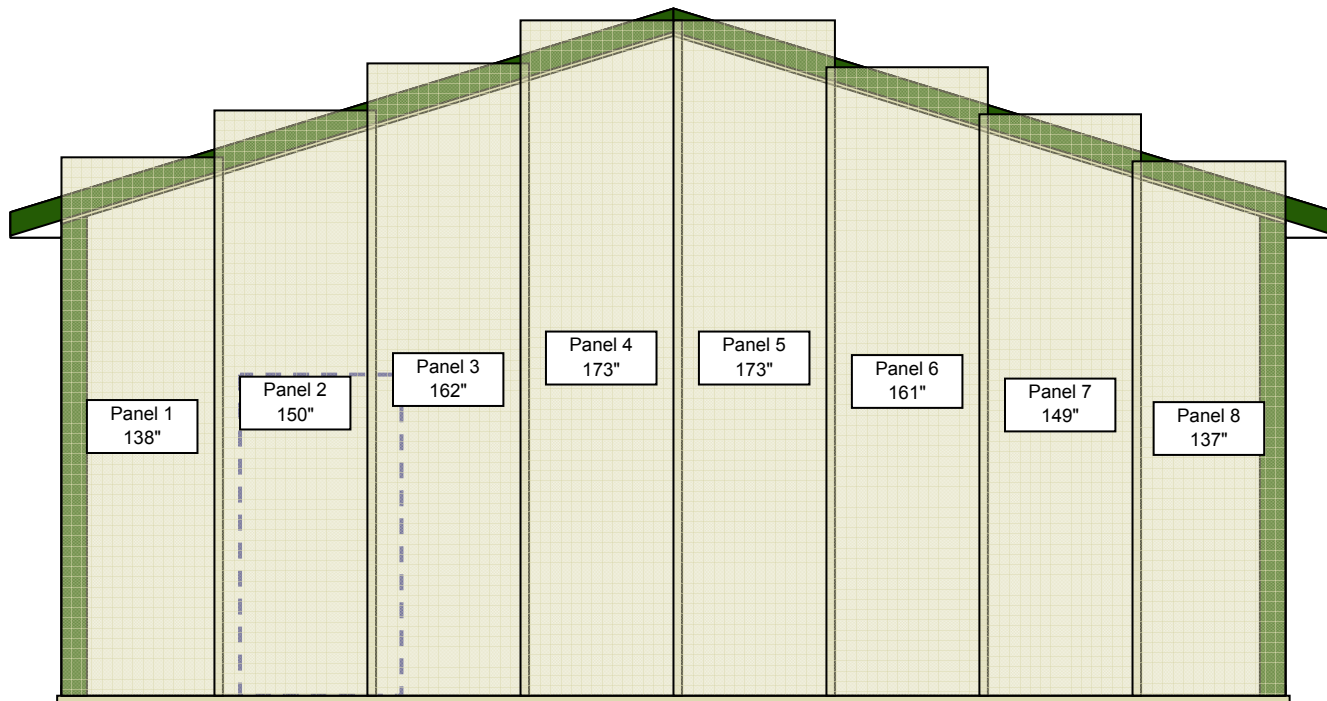 Panel 1
138"
Panel 2
150"
Panel 3
162"
Panel 4
173"
Panel 5
173"
Panel 6
161"
Panel 7
149"
Panel 8
137"